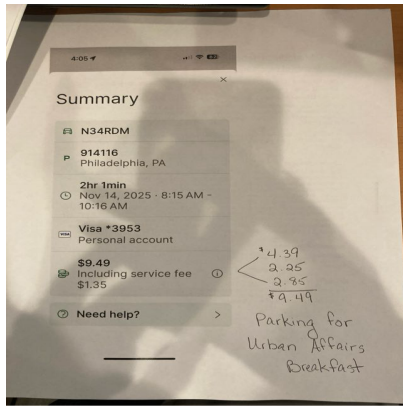 4:05
Summary
N34RDM
P 914116
Philadelphia, PA
2hr 1min
Nov 14, 2025 · 8:15 AM -
10:16 AM
VISA Visa *3953
Personal account
$9.49
Including service fee
$1.35
Need help?
$4.39
2.25
2.85
$9.49
Parking for
Urban Affairs
Breakfast